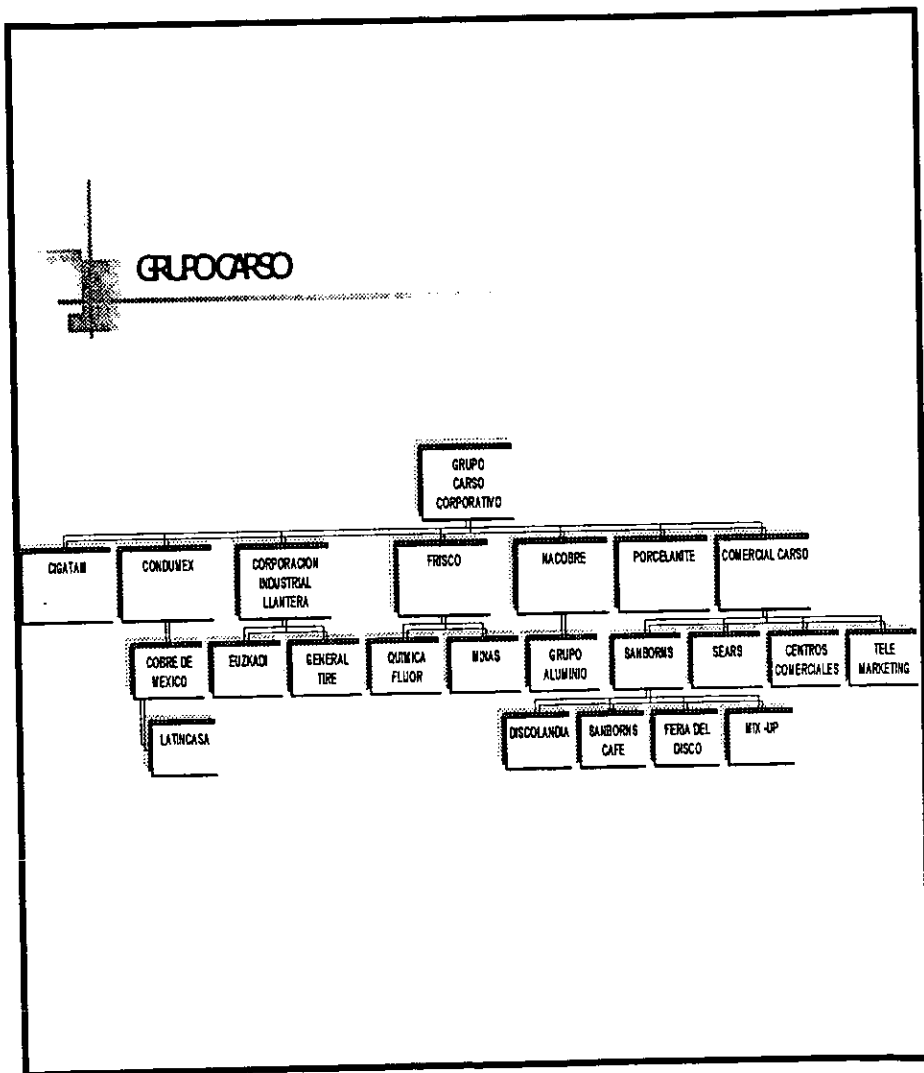 GRUPO CARSO
GRUPO
CARSO
CORPORATIVO
CIGATAM
CONDUMEX
CORPORACION
INDUSTRIAL
LLANTERA
FRISCO
NACOBRE
PORCELANITE
COMERCIAL CARSO
COBRE DE
MEXICO
EUZKADI
GENERAL
TIRE
QUIMICA
FLUOR
MINAS
GRUPO
ALUMINIO
SANBORNS
SEARS
CENTROS
COMERCIALES
TELE
MARKETING
LATINCASA
DISCOLANDIA
SANBORNS
CAFE
FERIA DEL
DISCO
MIX -UP